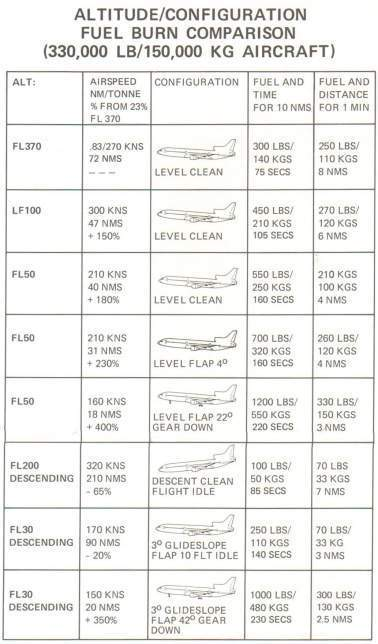 ALTITUDE/CONFIGURATION
FUEL BURN COMPARISON
(330,000 LB/150,000 KG AIRCRAFT)
ALT:
AIRSPEED
NM/TONNE
% FROM 23%
FL 370
CONFIGURATION
FUEL AND
TIME
FOR 10 NMS
FUEL AND
DISTANCE
FOR 1 MIN
FL370
.83/270 KNS
72 NMS
– – –
LEVEL CLEAN
300 LBS/
140 KGS
75 SECS
250 LBS/
110 KGS
8 NMS
LF100
300 KNS
47 NMS
+ 150%
LEVEL CLEAN
450 LBS/
210 KGS
105 SECS
270 LBS/
120 KGS
6 NMS
FL50
210 KNS
40 NMS
+ 180%
LEVEL CLEAN
550 LBS/
250 KGS
160 SECS
210 KGS
100 KGS
4 NMS
FL50
210 KNS
31 NMS
+ 230%
LEVEL FLAP 4⁰
700 LBS/
320 KGS
160 SECS
260 LBS/
120 KGS
4 NMS
FL50
160 KNS
18 NMS
+ 400%
LEVEL FLAP 22⁰
GEAR DOWN
1200 LBS/
550 KGS
220 SECS
330 LBS/
150 KGS
3 NMS
FL200
DESCENDING
320 KNS
210 NMS
– 65%
DESCENT CLEAN
FLIGHT IDLE
100 LBS/
50 KGS
85 SECS
70 LBS
33 KGS
7 NMS
FL30
DESCENDING
170 KNS
90 NMS
– 20%
3⁰ GLIDESLOPE
FLAP 10 FLT IDLE
250 LBS/
110 KGS
140 SECS
70 LBS/
33 KG
3 NMS
FL30
DESCENDING
150 KNS
20 NMS
+ 350%
3⁰ GLIDESLOPE
FLAP 42⁰ GEAR
DOWN
1000 LBS/
480 KGS
230 SECS
300 LBS/
130 KGS
2.5 NMS